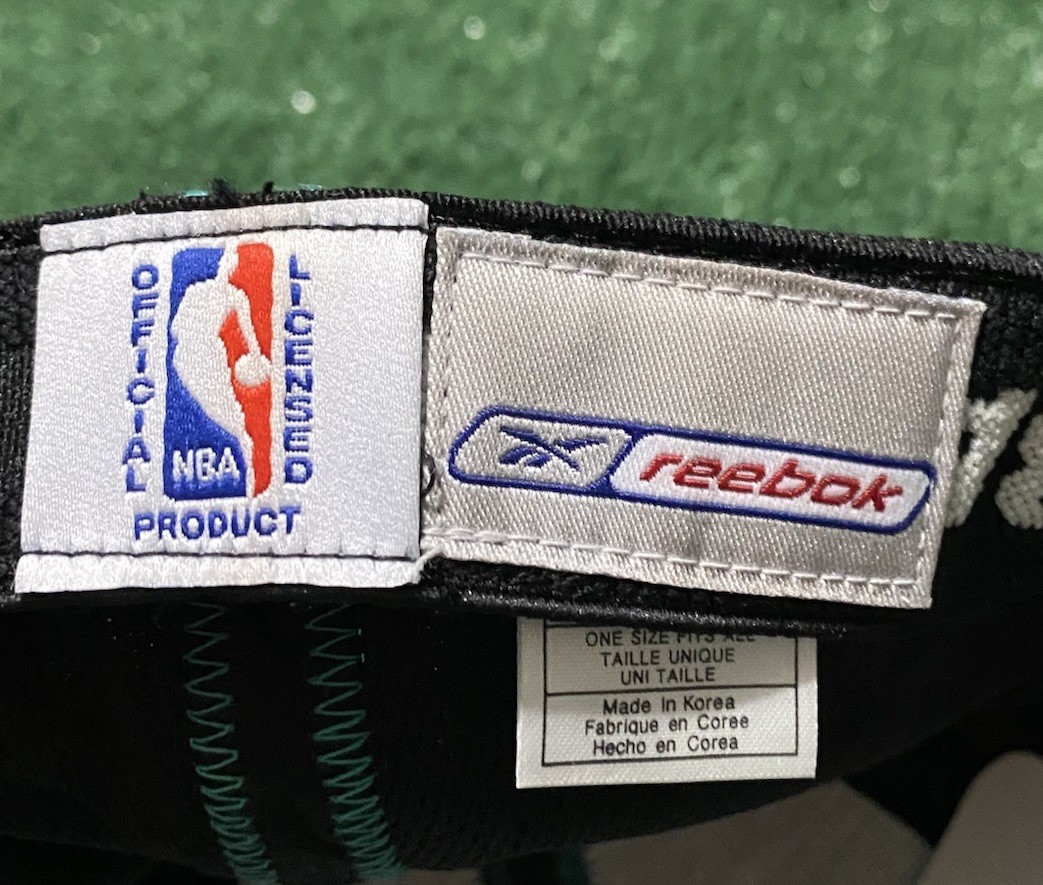 OFFICIAL
LICENSED
NBA
PRODUCT
reebok
ONE SIZE FITS ALL
TAILLE UNIQUE
UNI TAILLE
Made In Korea
Fabrique en Coree
Hecho en Corea